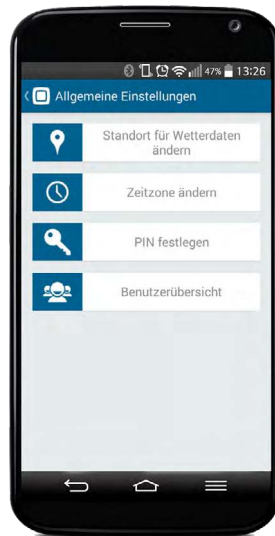 47% 13:26
Allgemeine Einstellungen
Standort für Wetterdaten
ändern
Zeitzone ändern
PIN festlegen
Benutzerübersicht